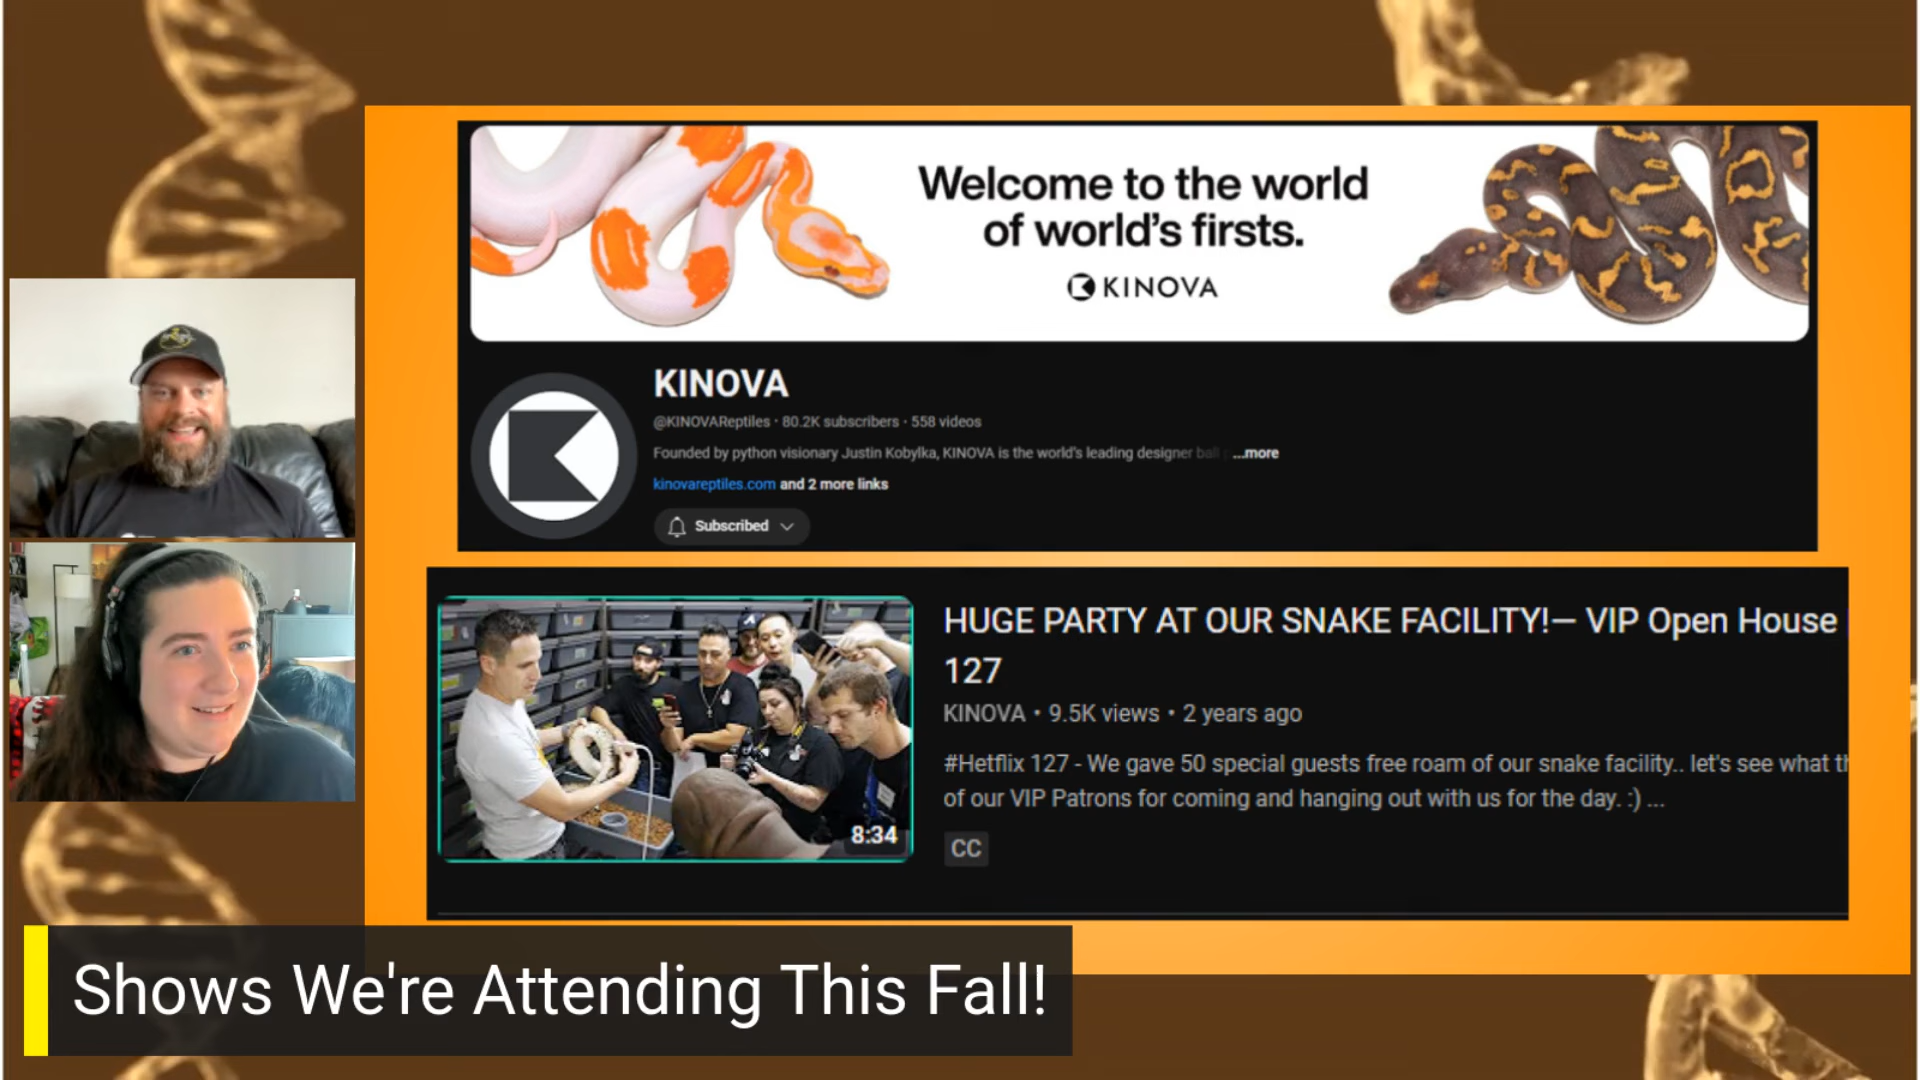 Welcome to the world
of world's firsts.
KINOVA
KINOVA
@KINOVAReptiles · 80.2K subscribers · 558 videos
Founded by python visionary Justin Kobylka, KINOVA is the world's leading designer ball ...more
kinovareptiles.com and 2 more links
Subscribed
HUGE PARTY AT OUR SNAKE FACILITY!— VIP Open House
127
KINOVA • 9.5K views • 2 years ago
#Hetflix 127 - We gave 50 special guests free roam of our snake facility.. let's see what th
of our VIP Patrons for coming and hanging out with us for the day. :) ...
8:34
CC
Shows We're Attending This Fall!